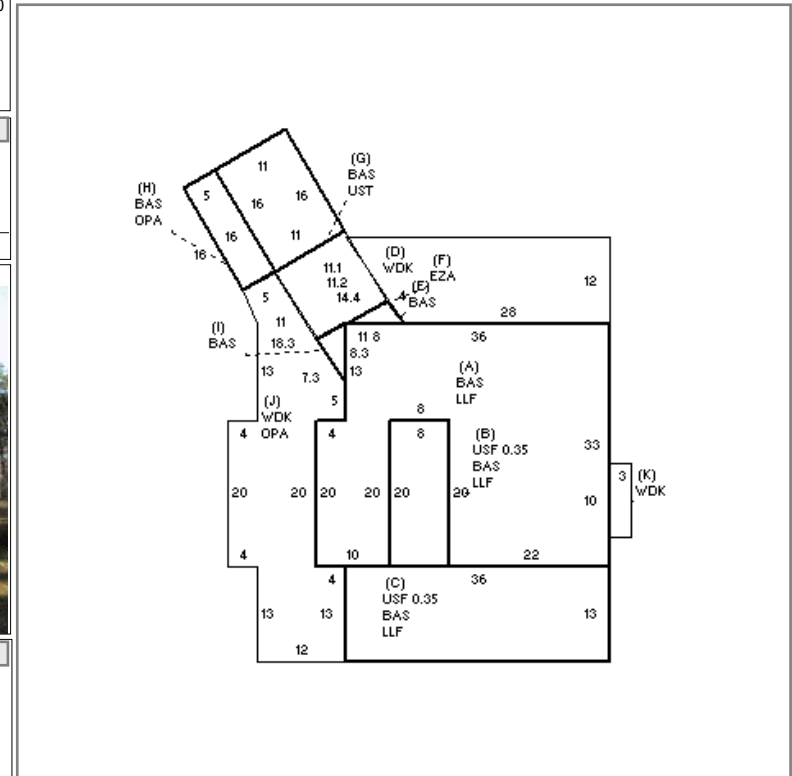 11
(G)
BAS
UST
(H)
BAS
OPA
5
16
16
16
11
16
(D)
WDK
(F)
EZA
11.1
11.2
14.4
12
4
(E)
BAS
5
28
11
(I)
BAS
18.3
11 8
36
8.3
13
7.3
13
(A)
BAS
LLF
5
(J)
WDK
OPA
8
4
4
8
(B)
USF 0.35
BAS
LLF
33
3
(K)
WDK
20
20
20
20
20
20
10
4
10
22
4
(C)
USF 0.35
BAS
LLF
36
13
13
13
12